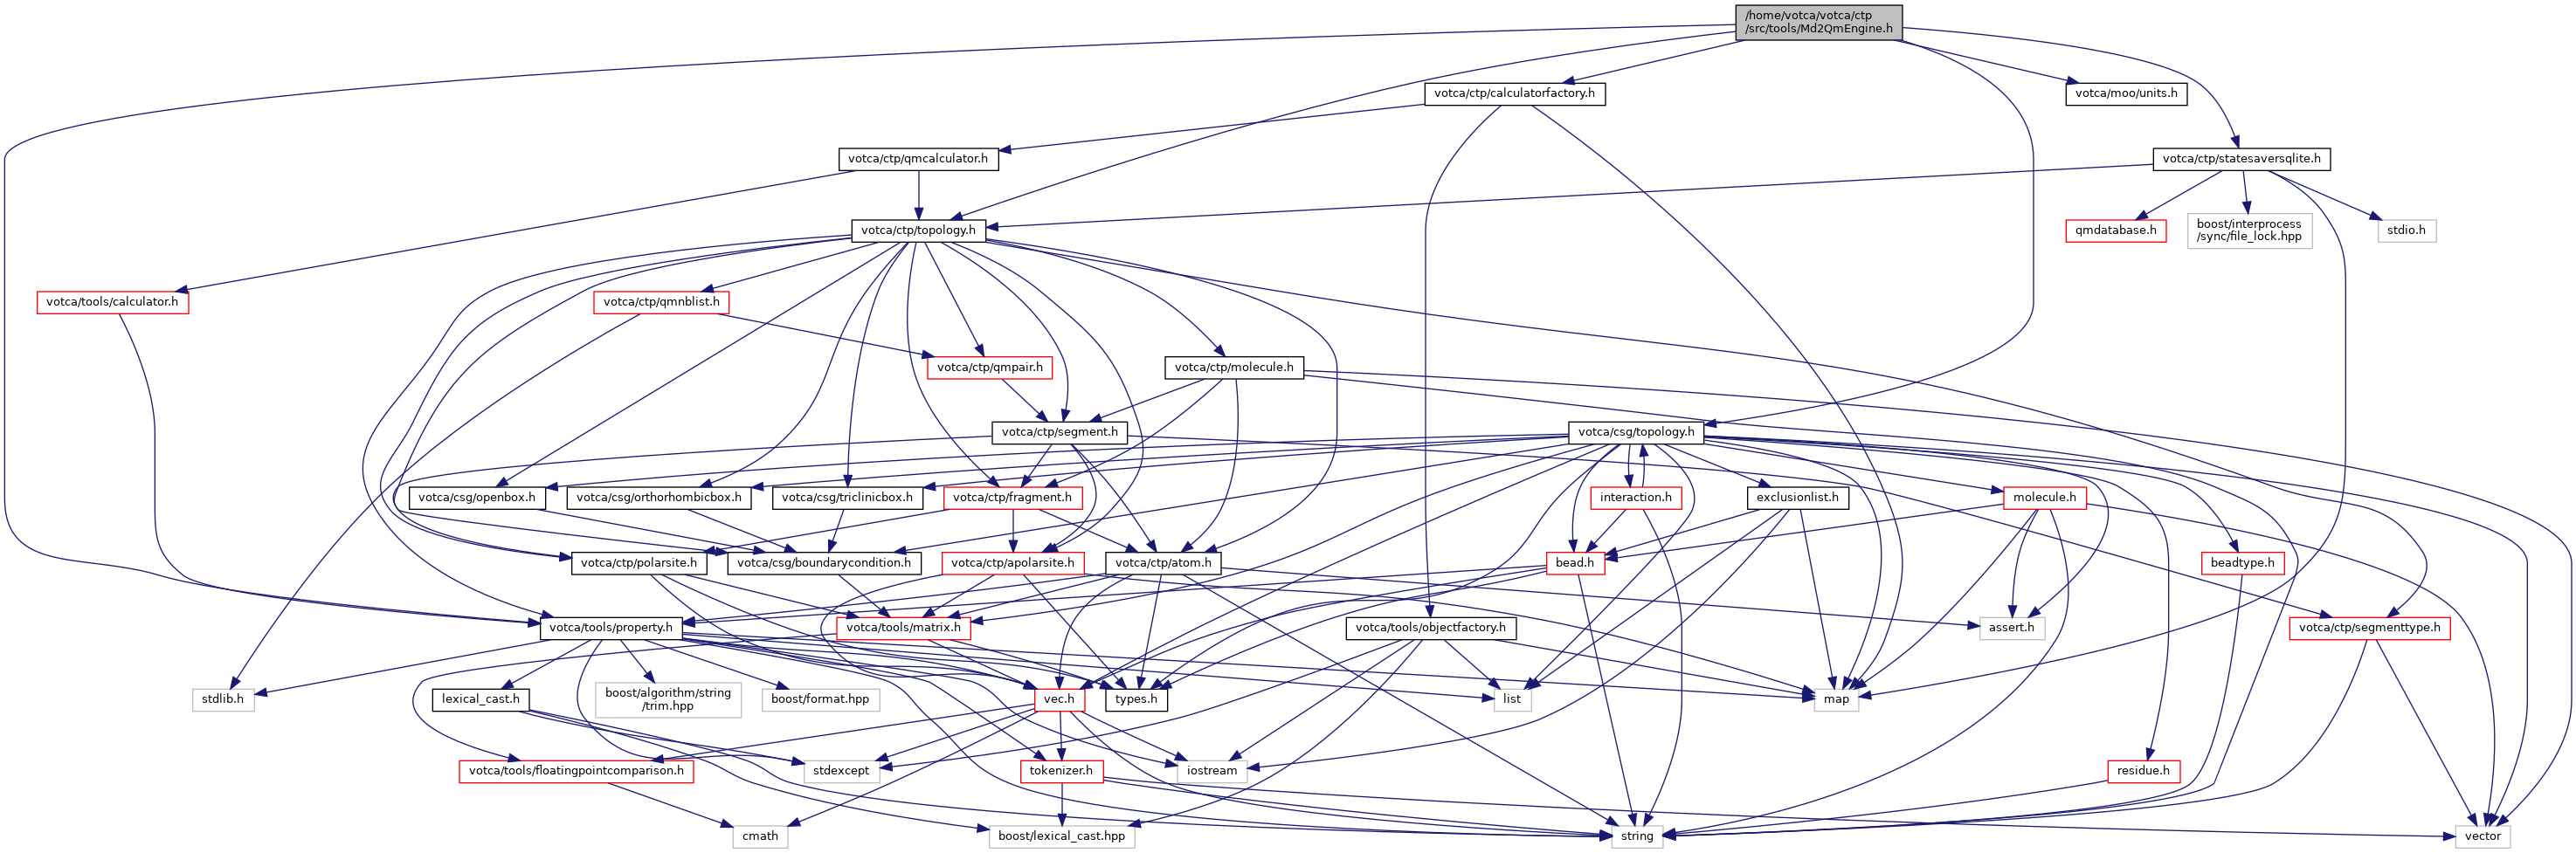 /home/votca/votca/ctp
/src/tools/Md2QmEngine.h
votca/ctp/calculatorfactory.h
votca/moo/units.h
votca/ctp/qmcalculator.h
votca/ctp/statesaversqlite.h
votca/ctp/topology.h
qmdatabase.h
boost/interprocess
/sync/file_lock.hpp
stdio.h
votca/tools/calculator.h
votca/ctp/qmnblist.h
votca/ctp/qmpair.h
votca/ctp/molecule.h
votca/ctp/segment.h
votca/csg/topology.h
votca/csg/openbox.h
votca/csg/orthorhombicbox.h
votca/csg/triclinicbox.h
votca/ctp/fragment.h
interaction.h
exclusionlist.h
molecule.h
votca/ctp/polarsite.h
votca/csg/boundarycondition.h
votca/ctp/apolarsite.h
votca/ctp/atom.h
bead.h
beadtype.h
votca/tools/property.h
votca/tools/matrix.h
votca/tools/objectfactory.h
assert.h
votca/ctp/segmenttype.h
stdlib.h
lexical_cast.h
boost/algorithm/string
/trim.hpp
boost/format.hpp
vec.h
types.h
list
map
votca/tools/floatingpointcomparison.h
stdexcept
tokenizer.h
iostream
residue.h
cmath
boost/lexical_cast.hpp
string
vector